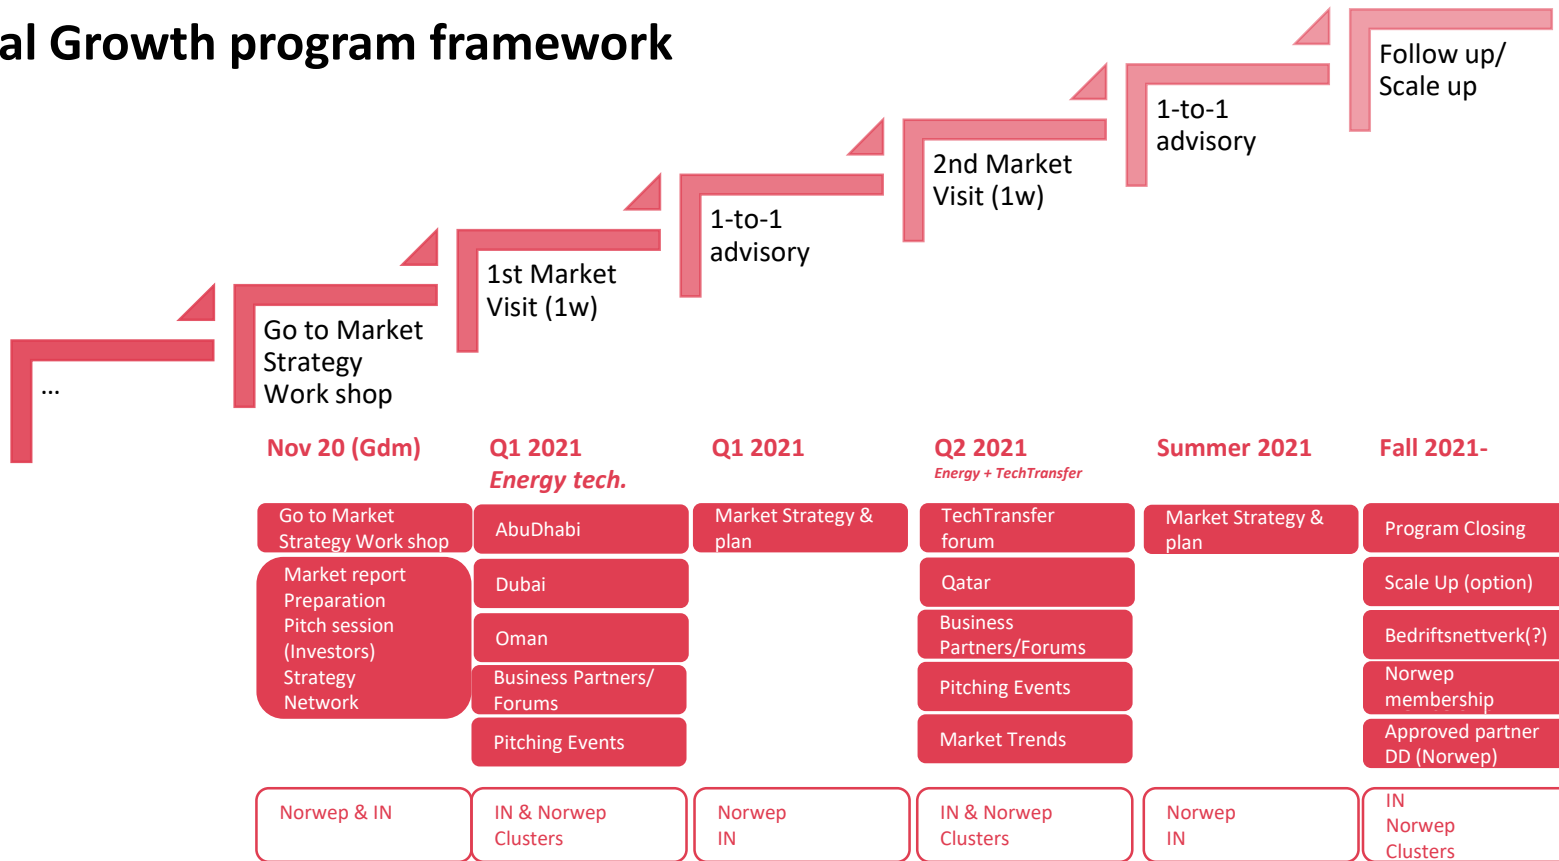 al Growth program framework
Follow up/
Scale up
1-to-1
advisory
2nd Market
Visit (1w)
1-to-1
advisory
1st Market
Visit (1w)
Go to Market
Strategy
Work shop
...
Nov 20 (Gdm)
Q1 2021
Energy tech.
Q1 2021
Q2 2021
Energy + TechTransfer
Summer 2021
Fall 2021-
Go to Market
Strategy Work shop
Market report
Preparation
Pitch session
(Investors)
Strategy
Network
Norwep & IN
AbuDhabi
Dubai
Oman
Business Partners/
Forums
Pitching Events
IN & Norwep
Clusters
Market Strategy &
plan
Norwep
IN
TechTransfer
forum
Qatar
Business
Partners/Forums
Pitching Events
Market Trends
IN & Norwep
Clusters
Market Strategy &
plan
Norwep
IN
Program Closing
Scale Up (option)
Bedriftsnettverk(?)
Norwep
membership
Approved partner
DD (Norwep)
IN
Norwep
Clusters